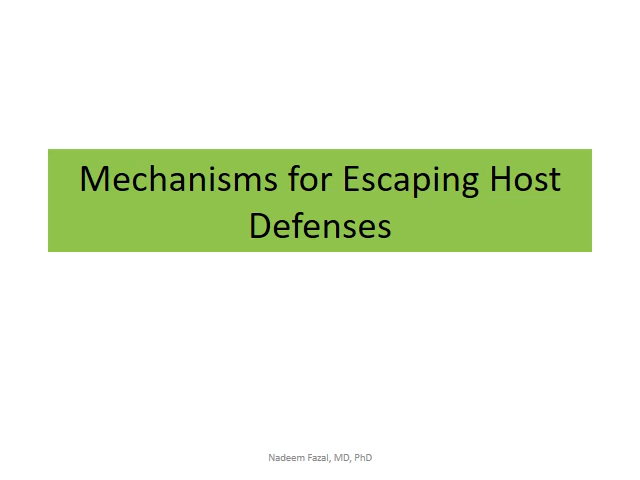 Mechanisms for Escaping Host
Defenses
Nadeem Fazal, MD, PhD